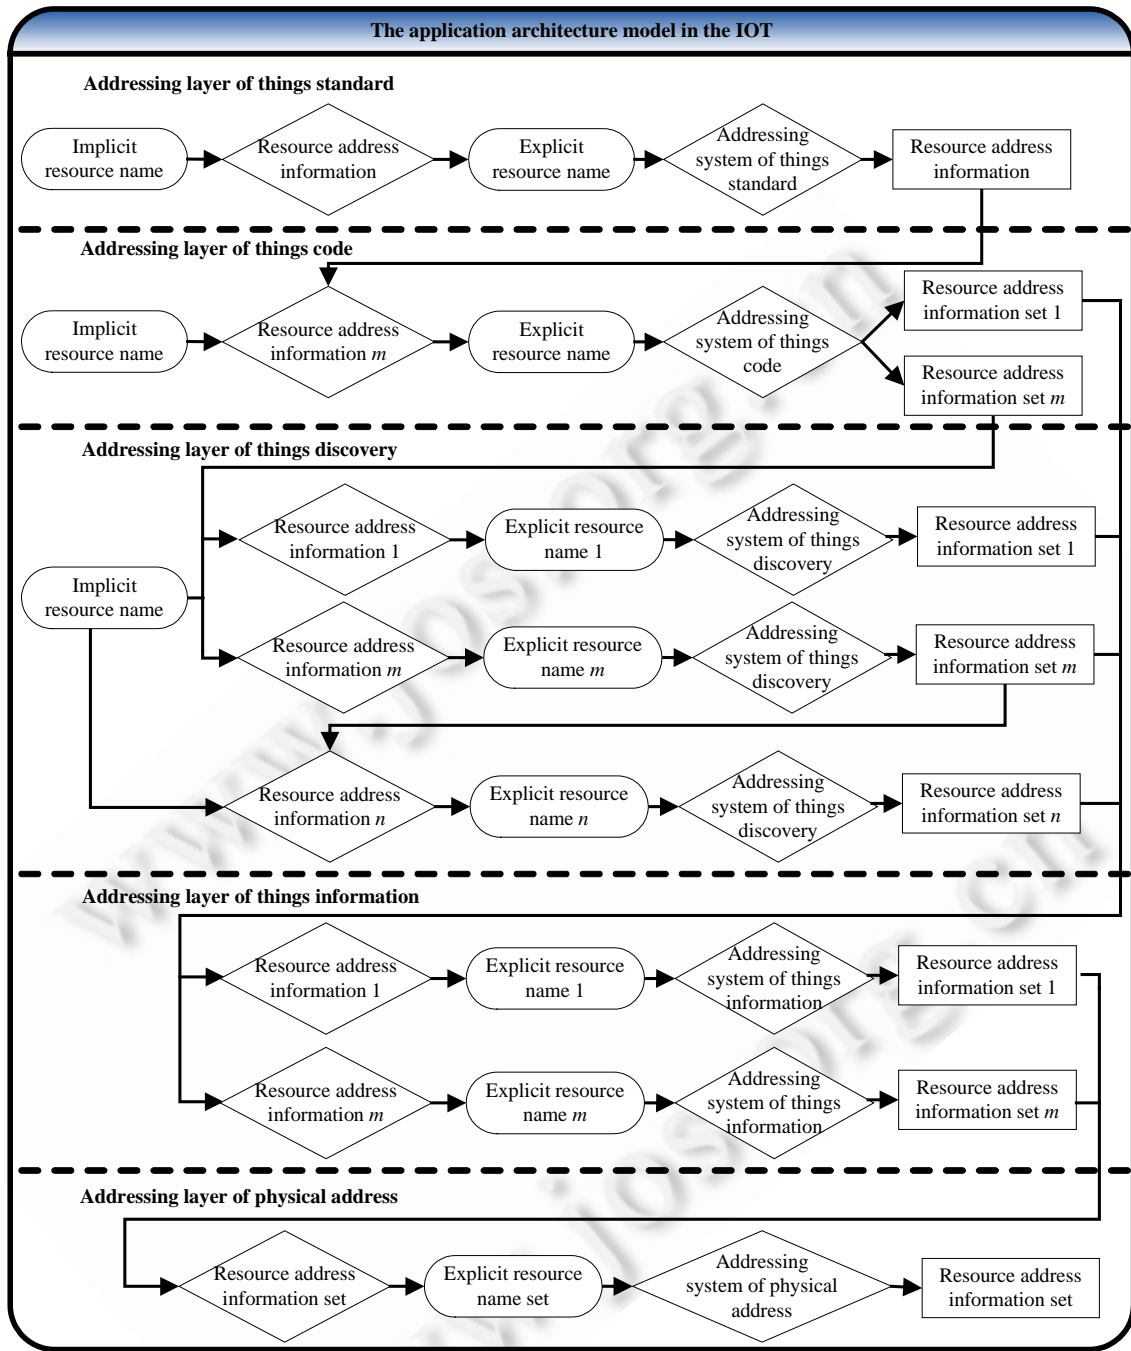 The application architecture model in the IOT
Addressing layer of things standard
Implicit
resource name
Resource address
information
Explicit
resource name
Addressing
system of things
standard
Resource address
information
Addressing layer of things code
Implicit
resource name
Resource address
information m
Explicit
resource name
Addressing
system of things
code
Resource address
information set 1
Resource address
information set m
Addressing layer of things discovery
Implicit
resource name
Resource address
information 1
Explicit resource
name 1
Addressing
system of things
discovery
Resource address
information set 1
Resource address
information m
Explicit resource
name m
Addressing
system of things
discovery
Resource address
information set m
Resource address
information n
Explicit resource
name n
Addressing
system of things
discovery
Resource address
information set n
Addressing layer of things information
Resource address
information 1
Explicit resource
name 1
Addressing
system of things
information
Resource address
information set 1
Resource address
information m
Explicit resource
name m
Addressing
system of things
information
Resource address
information set m
Addressing layer of physical address
Resource address
information set
Explicit resource
name set
Addressing
system of physical
address
Resource address
information set
www.jos.org.cn
www.jos.org.cn